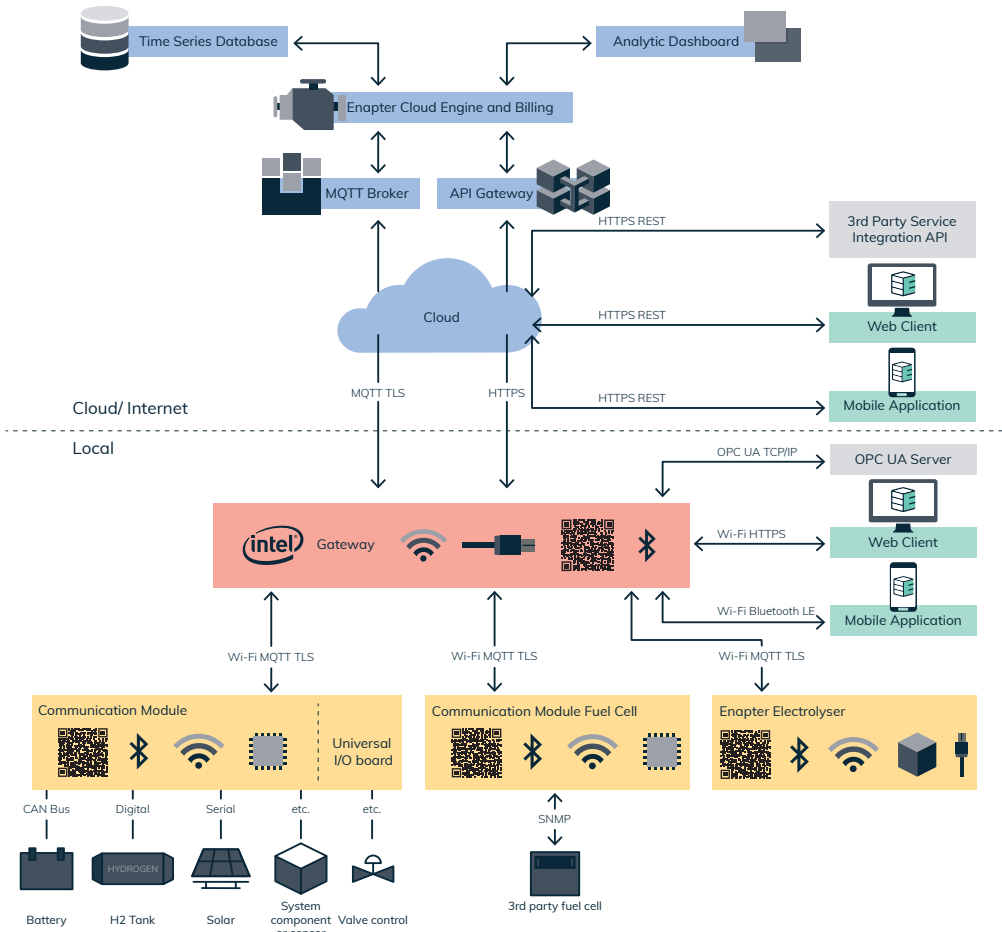 Time Series Database
Analytic Dashboard
Enapter Cloud Engine and Billing
MQTT Broker
API Gateway
HTTPS REST
3rd Party Service
Integration API
Cloud
HTTPS REST
Web Client
MQTT TLS
HTTPS
HTTPS REST
Mobile Application
Cloud/ Internet
Local
OPC UA TCP/IP
OPC UA Server
intel
Gateway
Wi-Fi HTTPS
Web Client
Wi-Fi Bluetooth LE
Mobile Application
Wi-Fi MQTT TLS
Wi-Fi MQTT TLS
Wi-Fi MQTT TLS
Communication Module
Universal
I/O board
Communication Module Fuel Cell
Enapter Electrolyser
CAN Bus
Digital
Serial
etc.
etc.
SNMP
HYDROGEN
Battery
H2 Tank
Solar
System
component
or sensor
Valve control
3rd party fuel cell